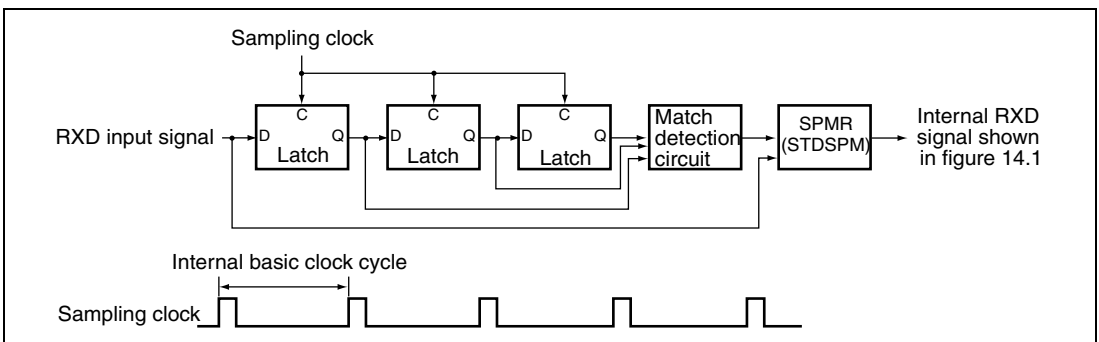 Sampling clock
C
C
C
RXD input signal
D
Q
Latch
D
Q
Latch
D
Q
Latch
Match
detection
circuit
SPMR
(STDSPM)
Internal RXD
signal shown
in figure 14.1
Internal basic clock cycle
Sampling clock